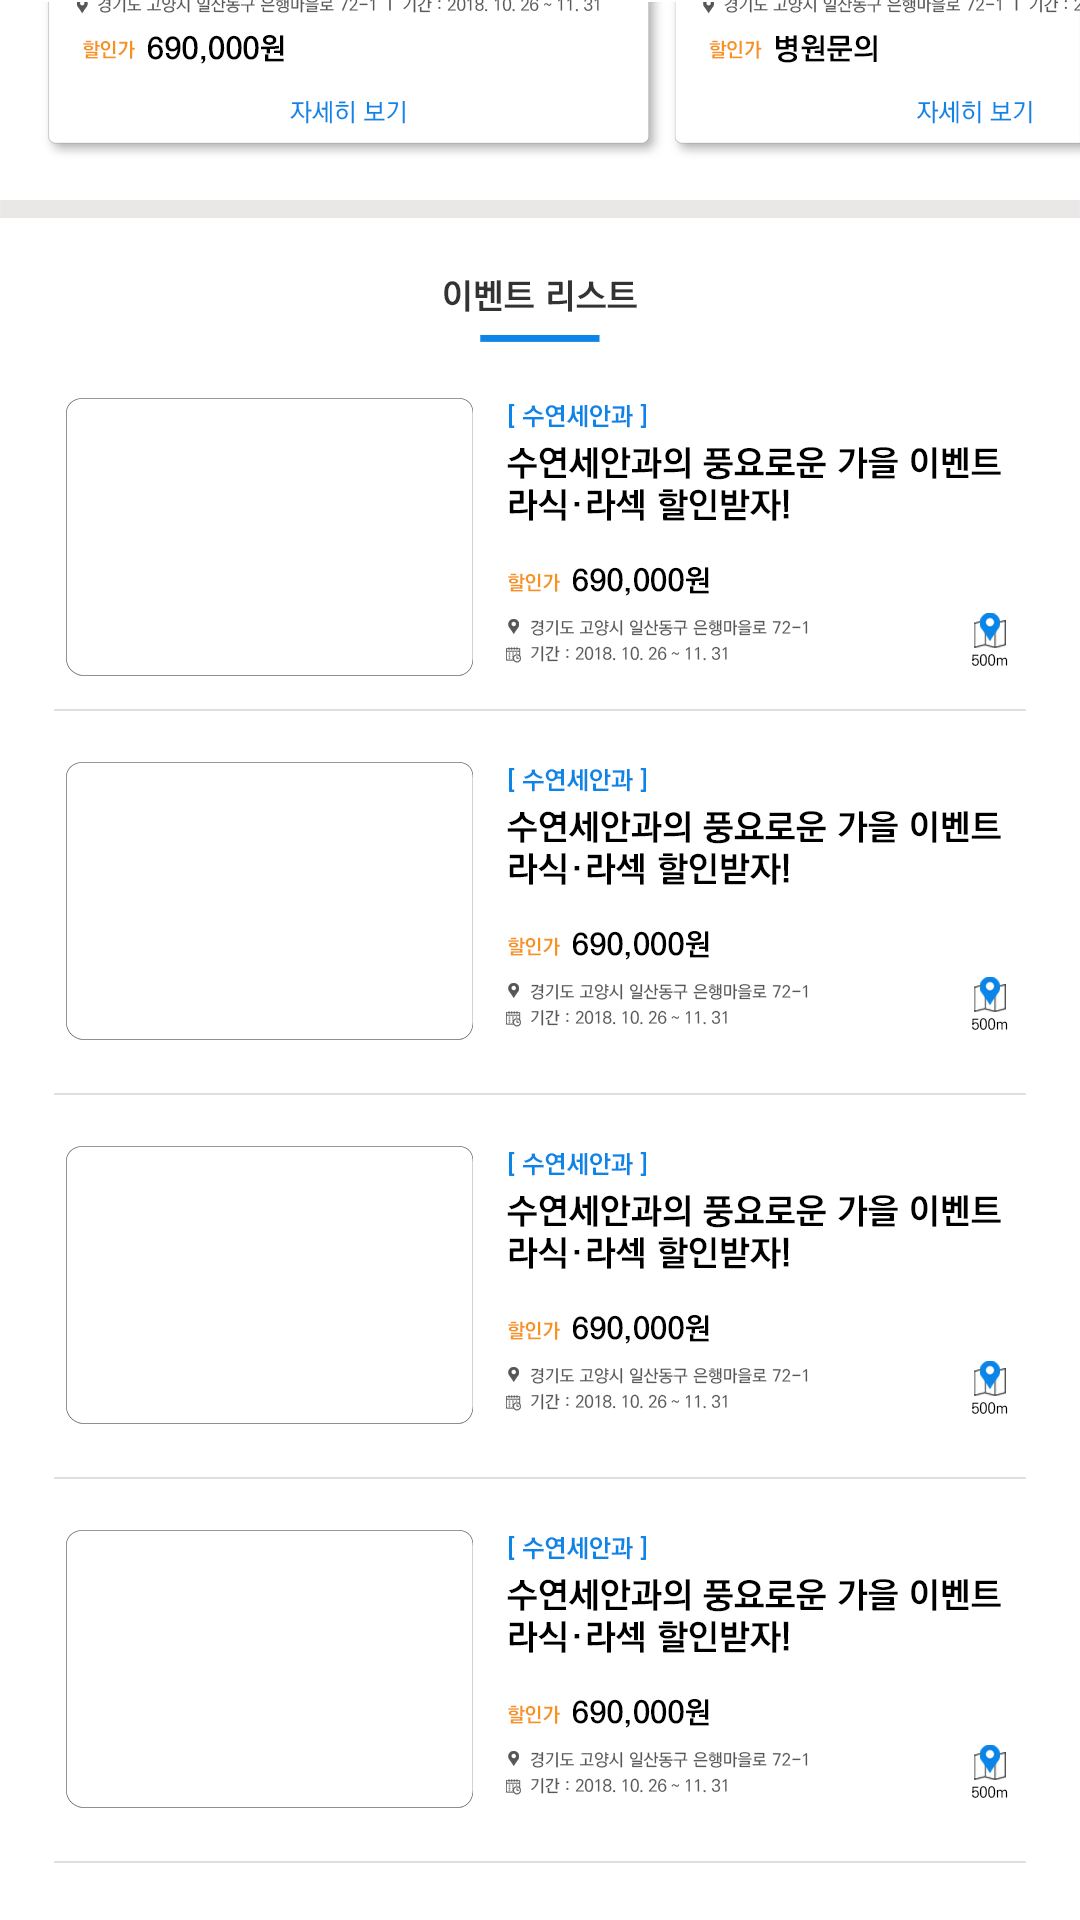 경기도 고양시 일산동구 은행마을로 72-1 | 기간 : 2018. 10. 26 ~ 11. 31
할인가 690,000원
자세히 보기
경기도 고양시 일산동구 은행마을로 72-1 | 기간 : 2
할인가 병원문의
자세히 보기
이벤트 리스트
[ 수연세안과 ]
수연세안과의 풍요로운 가을 이벤트
라식·라섹 할인받자!
할인가 690,000원
경기도 고양시 일산동구 은행마을로 72-1
기간 : 2018. 10. 26 ~ 11. 31
500m
[ 수연세안과 ]
수연세안과의 풍요로운 가을 이벤트
라식·라섹 할인받자!
할인가 690,000원
경기도 고양시 일산동구 은행마을로 72-1
기간 : 2018. 10. 26 ~ 11. 31
500m
[ 수연세안과 ]
수연세안과의 풍요로운 가을 이벤트
라식·라섹 할인받자!
할인가 690,000원
경기도 고양시 일산동구 은행마을로 72-1
기간 : 2018. 10. 26 ~ 11. 31
500m
[ 수연세안과 ]
수연세안과의 풍요로운 가을 이벤트
라식·라섹 할인받자!
할인가 690,000원
경기도 고양시 일산동구 은행마을로 72-1
기간 : 2018. 10. 26 ~ 11. 31
500m